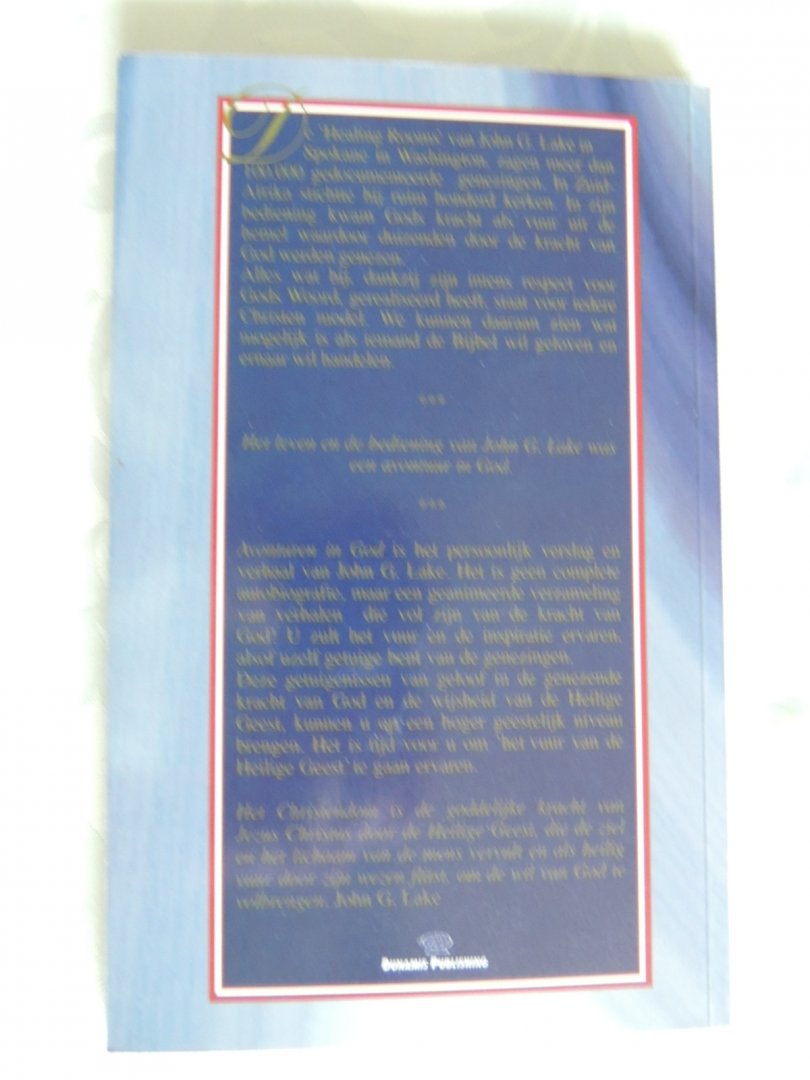 De 'Healing Rooms' van John G. Lake in
Spokane in Washington, zagen meer dan
100.000 gedocumenteerde genezingen. In Zuid-
Afrika stichtte hij ruim honderd kerken. In zijn
bediening kwam Gods kracht als vuur uit de
hemel waardoor duizenden door de kracht van
God werden genezen.
Alles wat hij, dankzij zijn intens respect voor
Gods Woord, gerealiseerd heeft, staat voor iedere
Christen model. We kunnen daaraan zien wat
mogelijk is als iemand de Bijbel wil geloven en
ernaar wil handelen.
***
Het leven en de bediening van John G. Lake was
een avontuur in God.
***
Avonturen in God is het persoonlijk verslag en
verhaal van John G. Lake. Het is geen complete
autobiografie, maar een geanimeerde verzameling
van verhalen die vol zijn van de kracht van
God! U zult het vuur en de inspiratie ervaren,
alsof uzelf getuige bent van de genezingen.
Deze getuigenissen van geloof in de genezende
kracht van God en de wijsheid van de Heilige
Geest, kunnen u op een hoger geestelijk niveau
brengen. Het is tijd voor u om 'het vuur van de
Heilige Geest' te gaan ervaren.
Het Christendom is de goddelijke kracht van
Jezus Christus door de Heilige Geest, die de ziel
en het lichaam van de mens vervult en als heilig
vuur door zijn wezen flitst, om de wil van God te
volbrengen. John G. Lake
DUNAMIS PUBLISHING